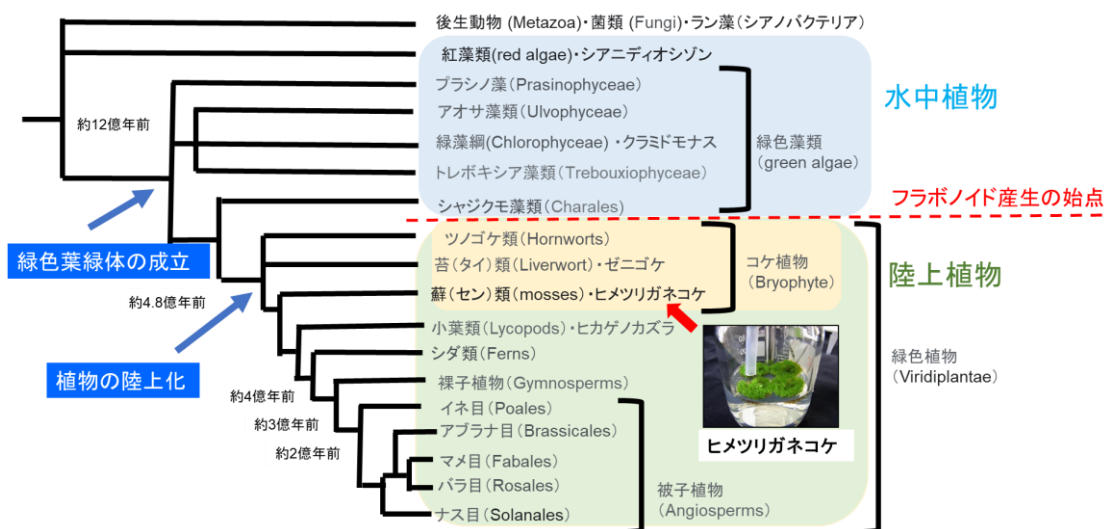 後生動物 (Metazoa)・菌類 (Fungi)・ラン藻（シアノバクテリア）
紅藻類(red algae)・シアニディオシゾン
プラシノ藻（Prasinophyceae）
水中植物
アオサ藻類（Ulvophyceae）
約12億年前
緑藻綱(Chlorophyceae)・クラミドモナス
緑色藻類
(green algae)
トレボキシア藻類（Trebouxiophyceae）
シャジクモ藻類（Charales）
フラボノイド産生の始点
ツノゴケ類（Hornworts）
緑色葉緑体の成立
苔（タイ）類（Liverwort）・ゼニゴケ
コケ植物
（Bryophyte）
陸上植物
約4.8億年前
蘚（セン）類（mosses）・ヒメツリガネコケ
小葉類（Lycopods）・ヒカゲノカズラ
シダ類（Ferns）
緑色植物
（Viridiplantae）
植物の陸上化
裸子植物（Gymnosperms）
約4億年前
イネ目（Poales）
約3億年前
アブラナ目（Brassicales）
ヒメツリガネコケ
約2億年前
マメ目（Fabales）
バラ目（Rosales）
被子植物
（Angiosperms）
ナス目（Solanales）